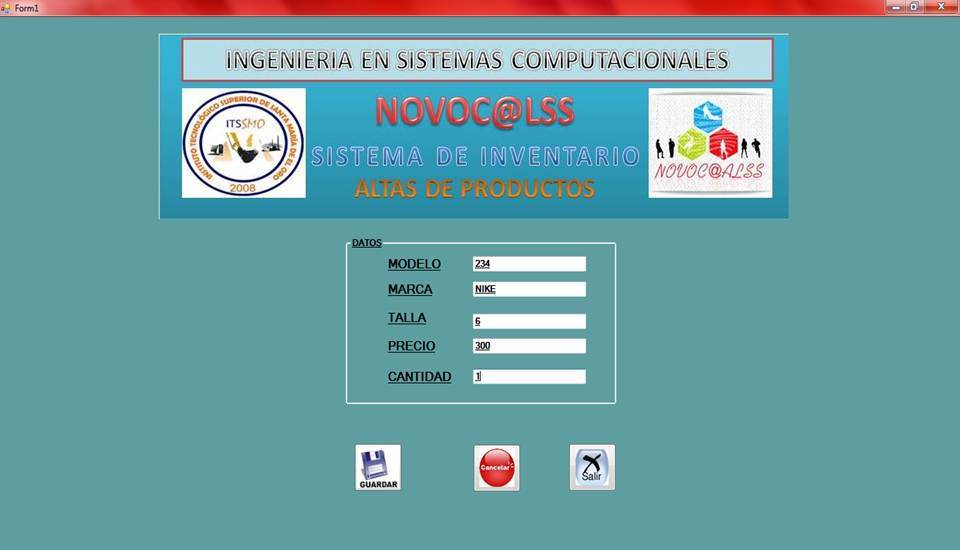 Form1
INGENIERIA EN SISTEMAS COMPUTACIONALES
INSTITUTO TECNOLÓGICO SUPERIOR DE SANTA MARÍA DE EL ORO
ITSSMO
2008
NOVOC@LSS
SISTEMA DE INVENTARIO
ALTAS DE PRODUCTOS
NOVOC@ALSS
DATOS
MODELO 234
MARCA NIKE
TALLA 6
PRECIO 300
CANTIDAD 1
GUARDAR
Cancelar
Salir